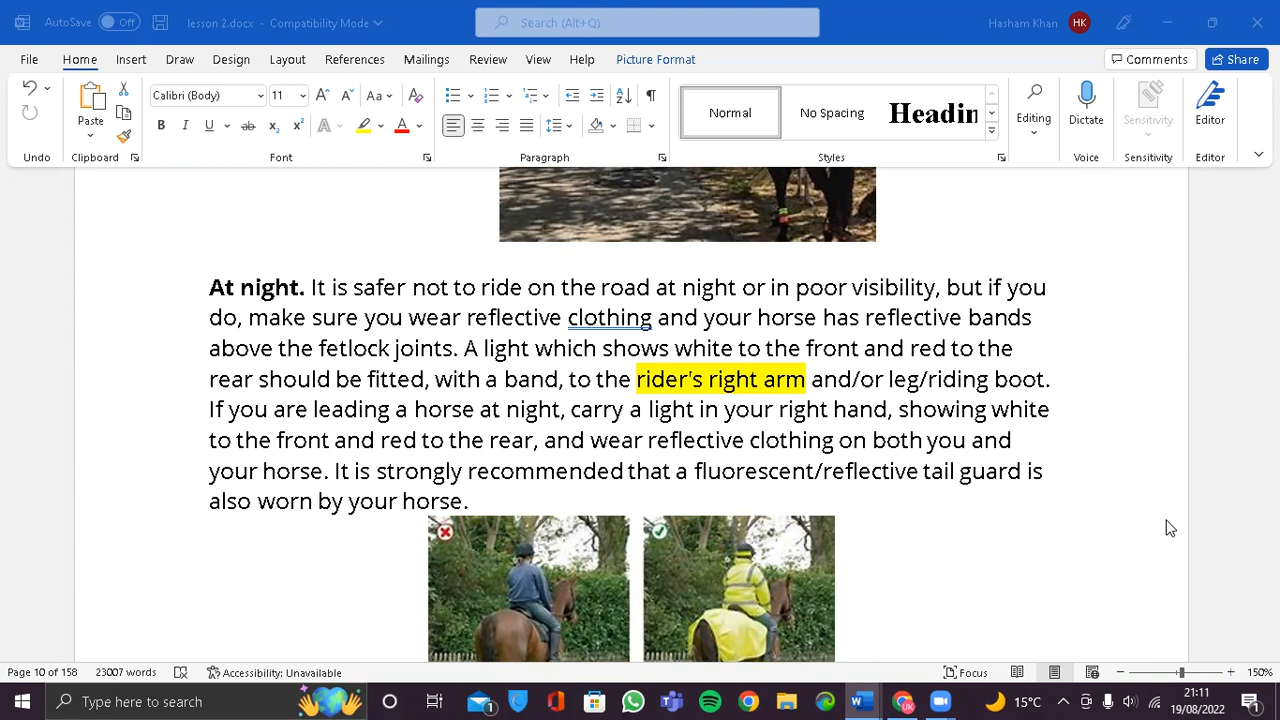 AutoSave Off lesson 2.docx - Compatibility Mode Search (Alt+Q) Hasham Khan HK
File Home Insert Draw Design Layout References Mailings Review View Help Picture Format Comments Share
Calibri (Body) 11 Aa Normal No Spacing Headin
Paste Editing Dictate Sensitivity Editor
Undo Clipboard Font Paragraph Styles Voice Sensitivity Editor
At night. It is safer not to ride on the road at night or in poor visibility, but if you
do, make sure you wear reflective clothing and your horse has reflective bands
above the fetlock joints. A light which shows white to the front and red to the
rear should be fitted, with a band, to the rider's right arm and/or leg/riding boot.
If you are leading a horse at night, carry a light in your right hand, showing white
to the front and red to the rear, and wear reflective clothing on both you and
your horse. It is strongly recommended that a fluorescent/reflective tail guard is
also worn by your horse.
Page 10 of 158 23007 words Accessibility: Unavailable Focus 150%
Type here to search 15°C 21:11
19/08/2022